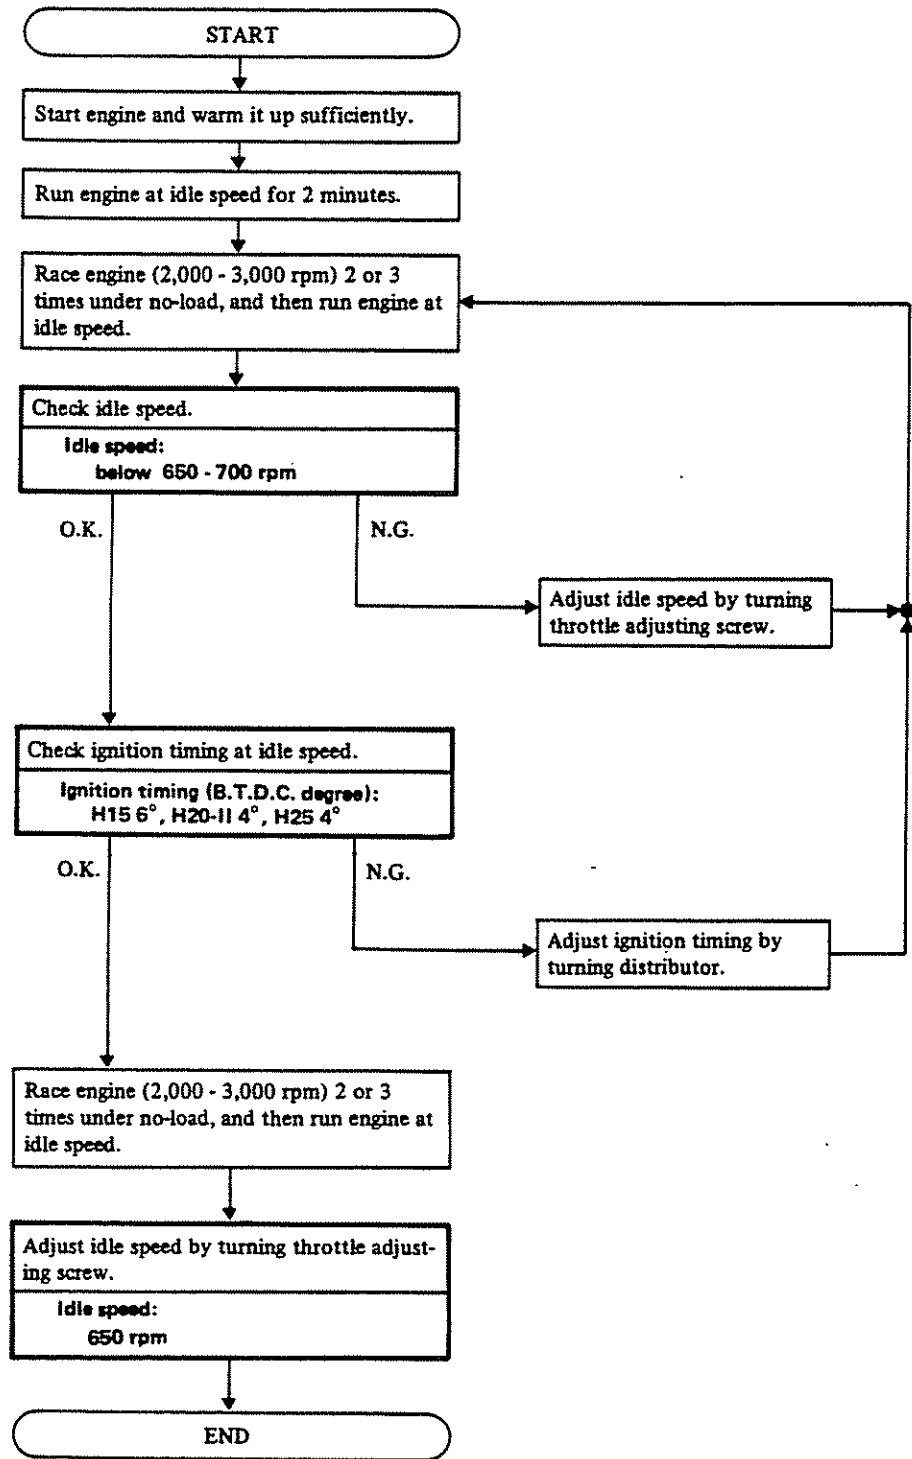 START
Start engine and warm it up sufficiently.
Run engine at idle speed for 2 minutes.
Race engine (2,000 - 3,000 rpm) 2 or 3
times under no-load, and then run engine at
idle speed.
Check idle speed.
Idle speed:
below 650 - 700 rpm
O.K.
N.G.
Adjust idle speed by turning
throttle adjusting screw.
Check ignition timing at idle speed.
Ignition timing (B.T.D.C. degree):
H15 6°, H20-II 4°, H25 4°
O.K.
N.G.
Adjust ignition timing by
turning distributor.
Race engine (2,000 - 3,000 rpm) 2 or 3
times under no-load, and then run engine at
idle speed.
Adjust idle speed by turning throttle adjust-
ing screw.
Idle speed:
650 rpm
END